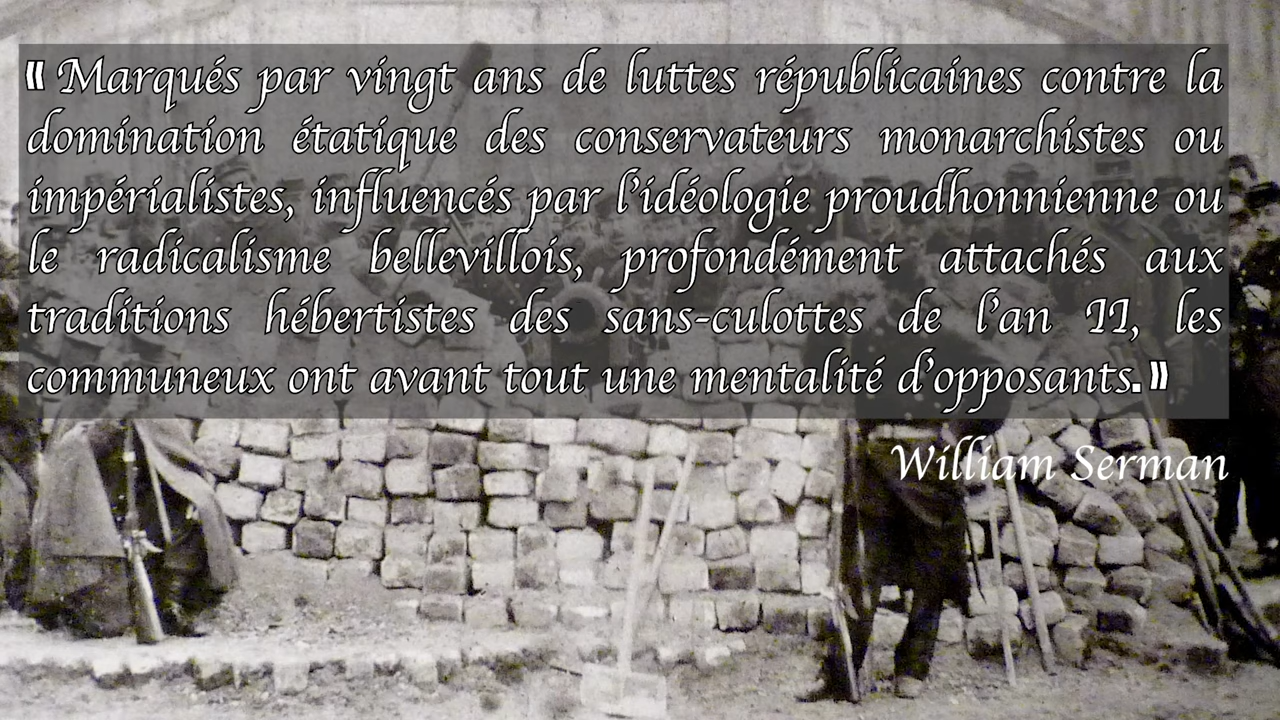 « Marqués par vingt ans de luttes républicaines contre la
domination étatique des conservateurs monarchistes ou
impérialistes, influencés par l'idéologie proudhonnienne ou
le radicalisme bellevillois, profondément attachés aux
traditions hébertistes des sans-culottes de l'an II, les
communeux ont avant tout une mentalité d'opposants. »
William Serman